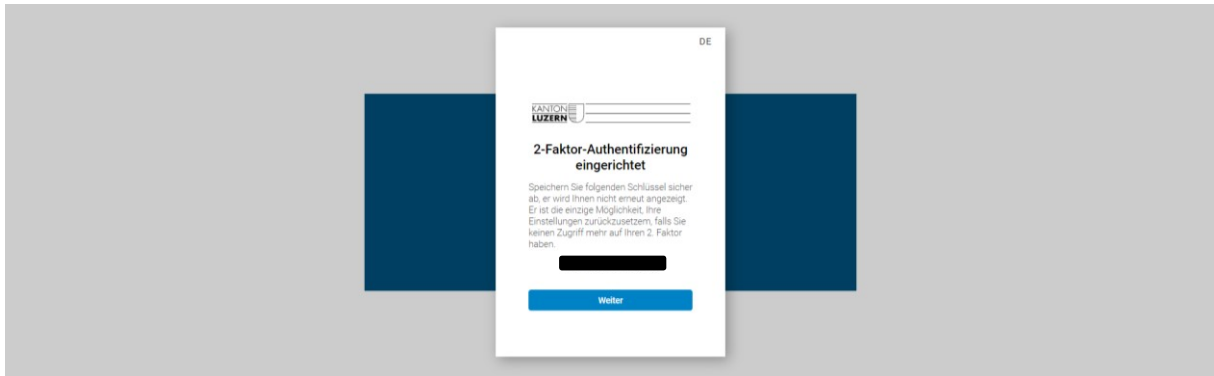 DE
KANTON
LUZERN
2-Faktor-Authentifizierung
eingerichtet
Speichern Sie folgenden Schlüssel sicher
ab, er wird Ihnen nicht erneut angezeigt.
Er ist die einzige Möglichkeit, Ihre
Einstellungen zurückzusetzem, falls Sie
keinen Zugriff mehr auf Ihren 2. Faktor
haben.
Weiter